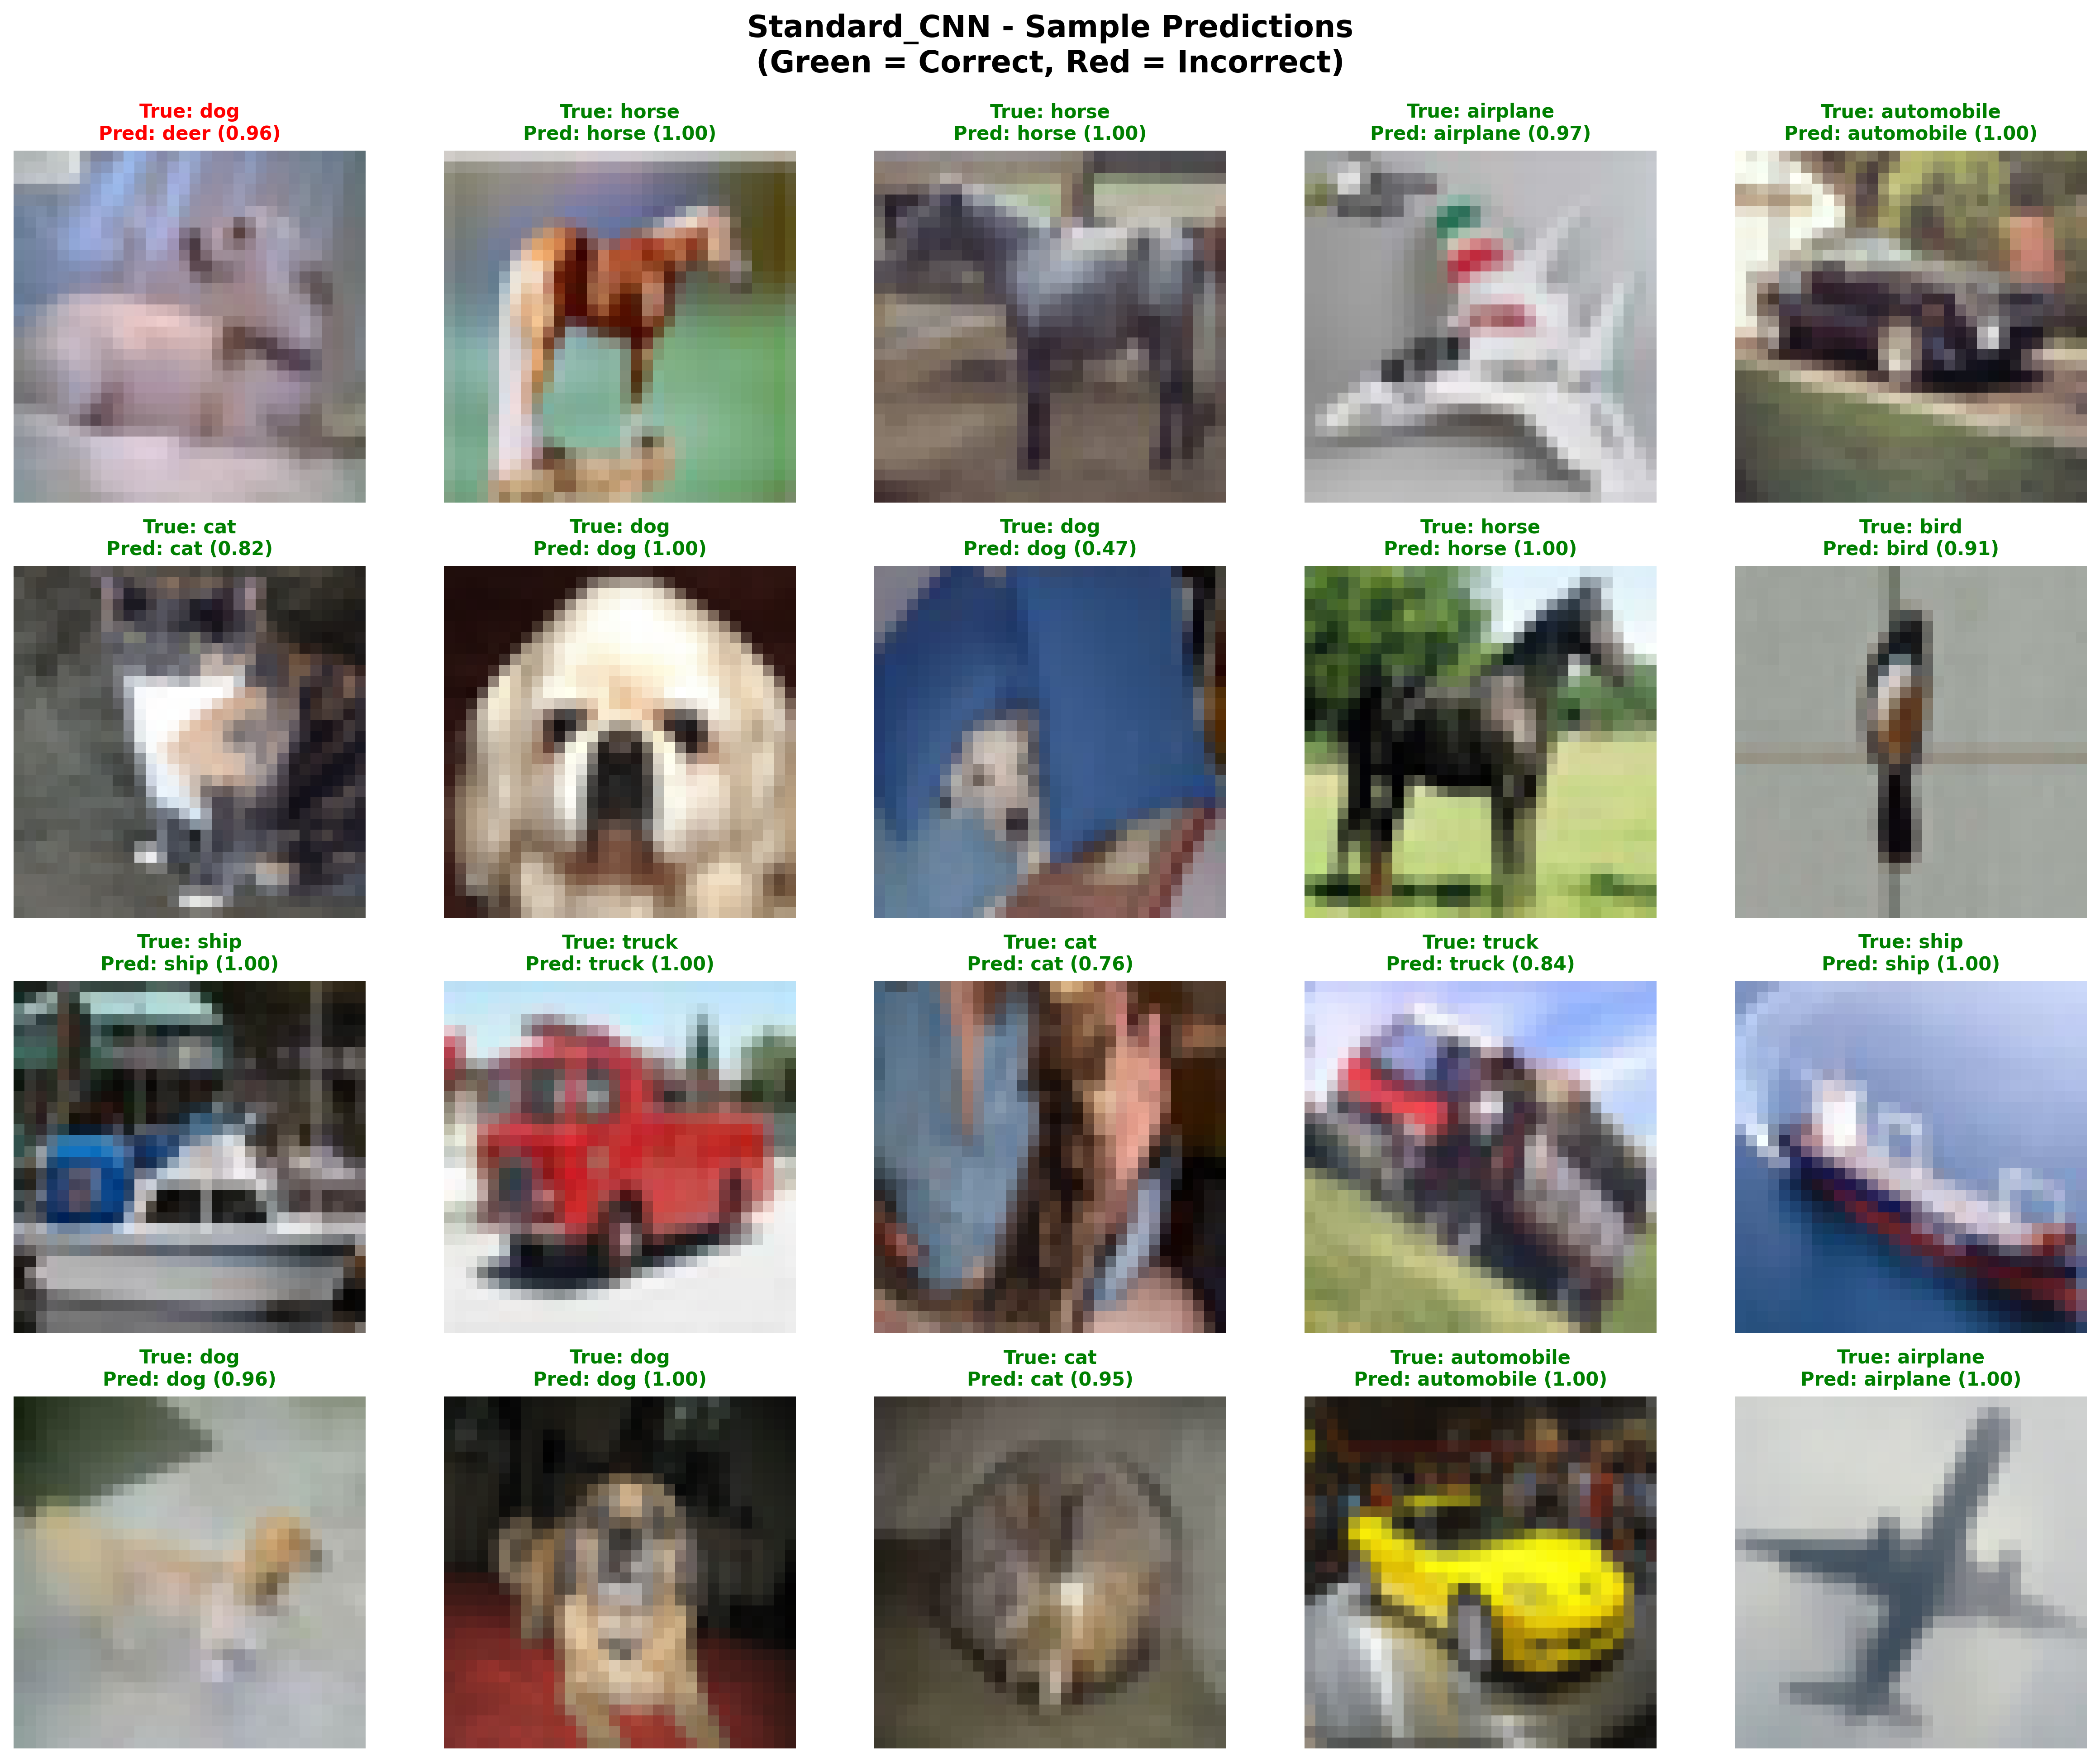 Standard_CNN - Sample Predictions
(Green = Correct, Red = Incorrect)
True: dog
Pred: deer (0.96)
True: horse
Pred: horse (1.00)
True: horse
Pred: horse (1.00)
True: airplane
Pred: airplane (0.97)
True: automobile
Pred: automobile (1.00)
True: cat
Pred: cat (0.82)
True: dog
Pred: dog (1.00)
True: dog
Pred: dog (0.47)
True: horse
Pred: horse (1.00)
True: bird
Pred: bird (0.91)
True: ship
Pred: ship (1.00)
True: truck
Pred: truck (1.00)
True: cat
Pred: cat (0.76)
True: truck
Pred: truck (0.84)
True: ship
Pred: ship (1.00)
True: dog
Pred: dog (0.96)
True: dog
Pred: dog (1.00)
True: cat
Pred: cat (0.95)
True: automobile
Pred: automobile (1.00)
True: airplane
Pred: airplane (1.00)